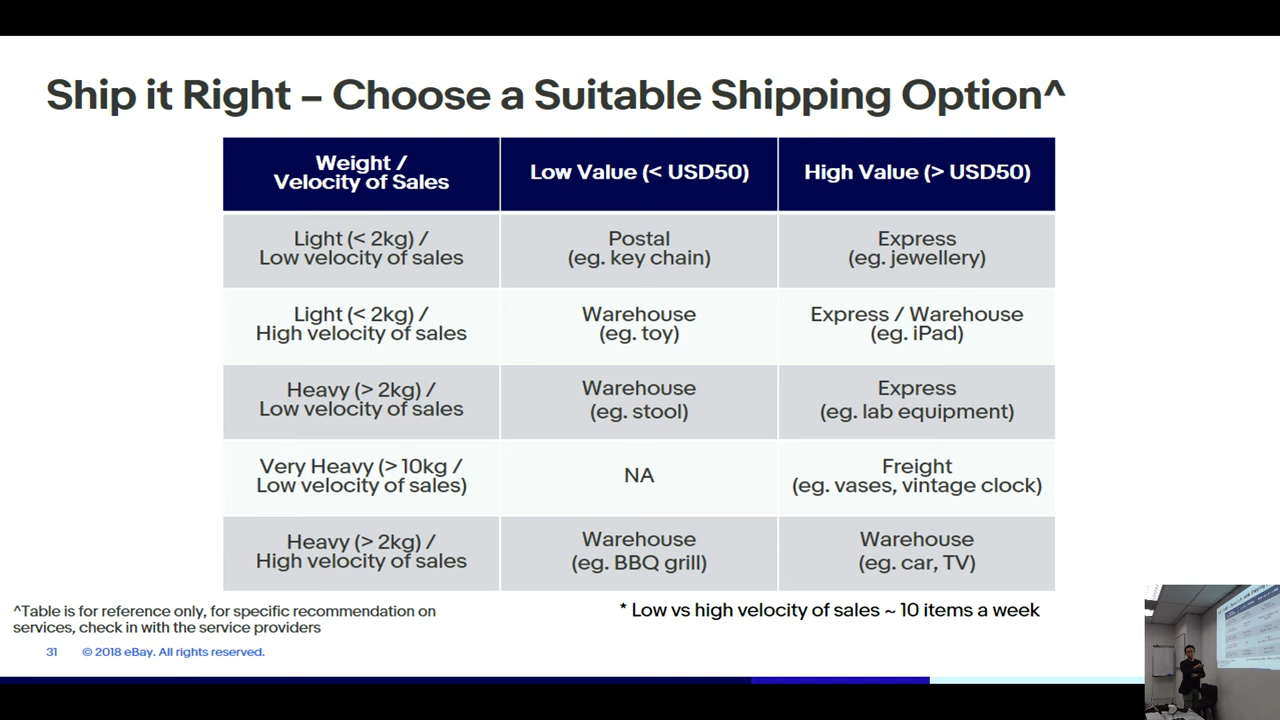 Ship it Right – Choose a Suitable Shipping Option^
Weight /
Velocity of Sales
Low Value (< USD50)
High Value (> USD50)
Light (< 2kg) /
Low velocity of sales
Postal
(eg. key chain)
Express
(eg. jewellery)
Light (< 2kg) /
High velocity of sales
Warehouse
(eg. toy)
Express / Warehouse
(eg. iPad)
Heavy (> 2kg) /
Low velocity of sales
Warehouse
(eg. stool)
Express
(eg. lab equipment)
Very Heavy (> 10kg /
Low velocity of sales)
NA
Freight
(eg. vases, vintage clock)
Heavy (> 2kg) /
High velocity of sales
Warehouse
(eg. BBQ grill)
Warehouse
(eg. car, TV)
^Table is for reference only, for specific recommendation on
services, check in with the service providers
* Low vs high velocity of sales ~ 10 items a week
31 © 2018 eBay. All rights reserved.